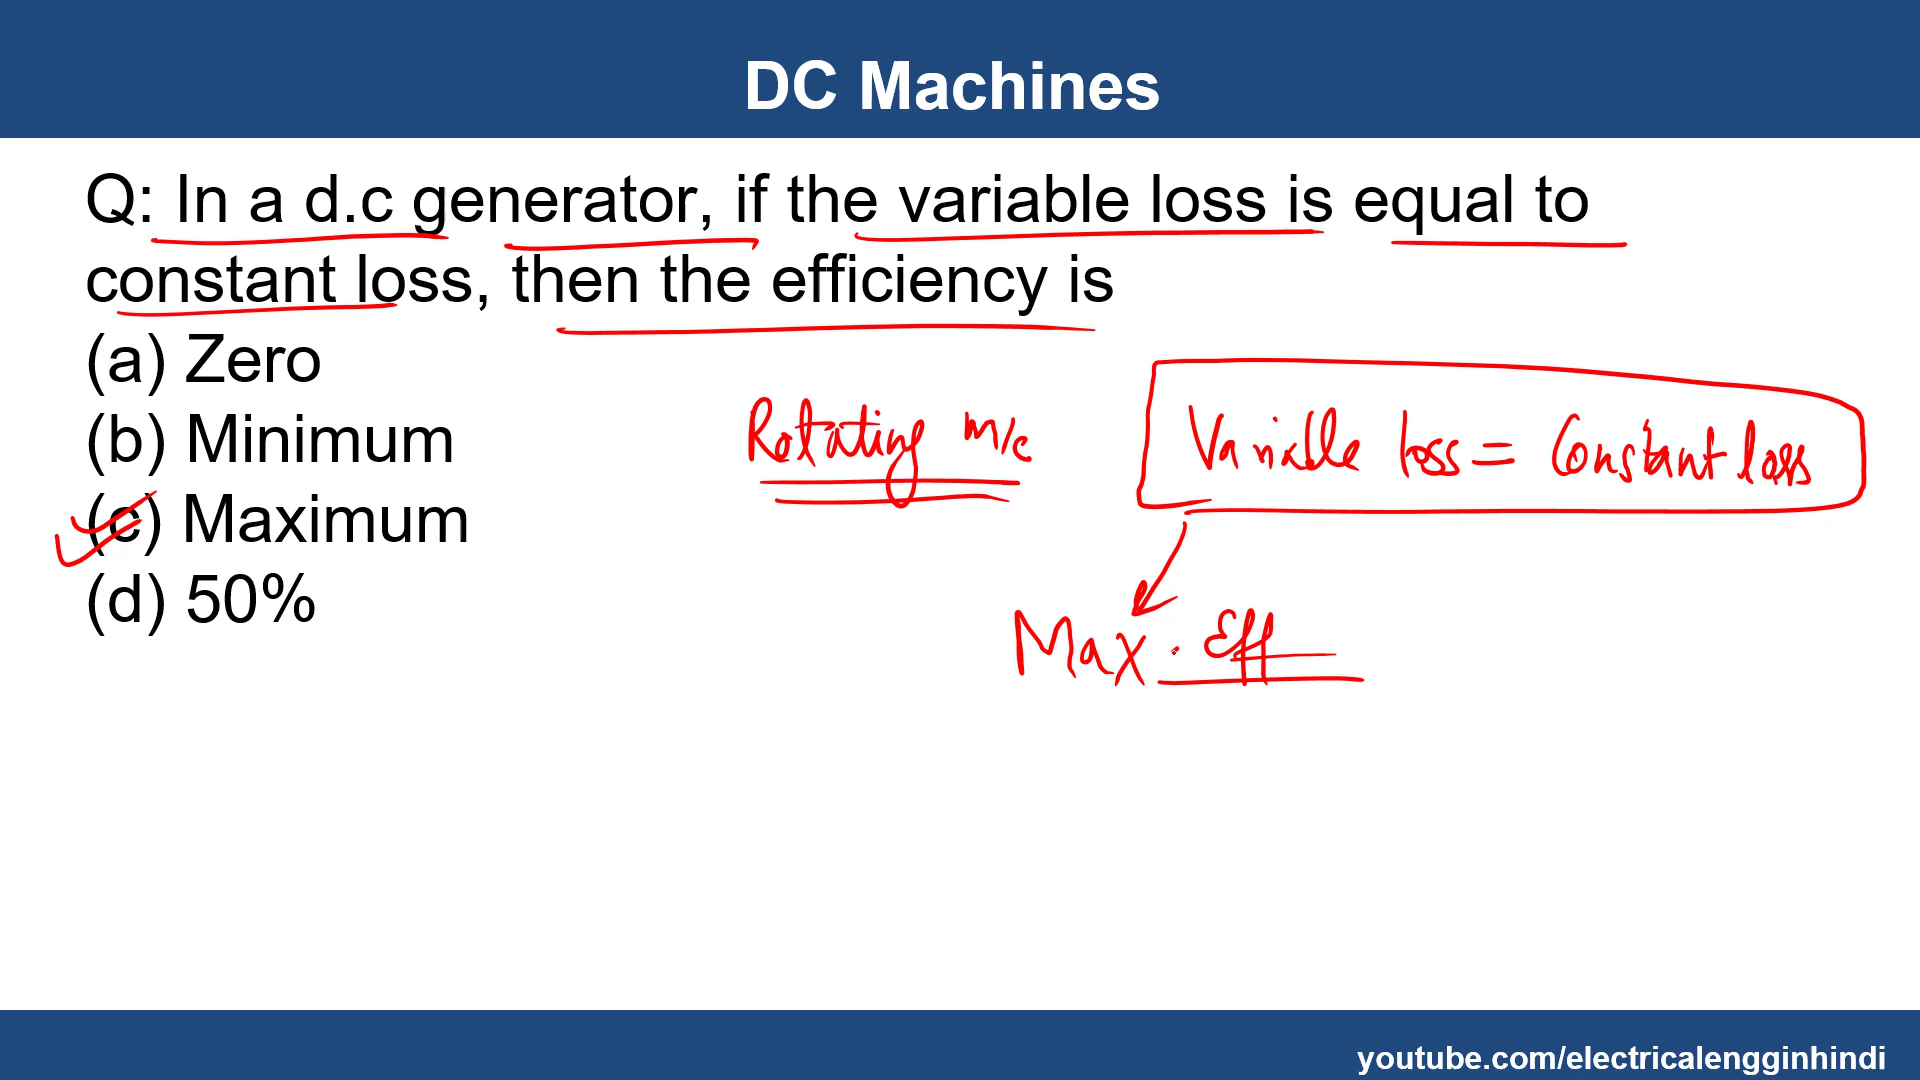 DC Machines
Q: In a d.c generator, if the variable loss is equal to
constant loss, then the efficiency is
(a) Zero
(b) Minimum
(c) Maximum
(d) 50%
Rotating m/c
Variable loss = Constant loss
Max. Eff
youtube.com/electricalengginhindi